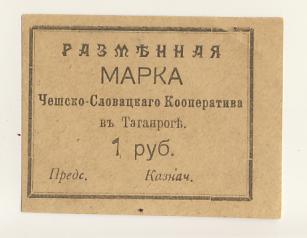 РАЗМѢННАЯ
МАРКА
Чешско-Словацкаго Кооператива
въ Таганрогѣ.
1 руб.
Предс. Казнач.